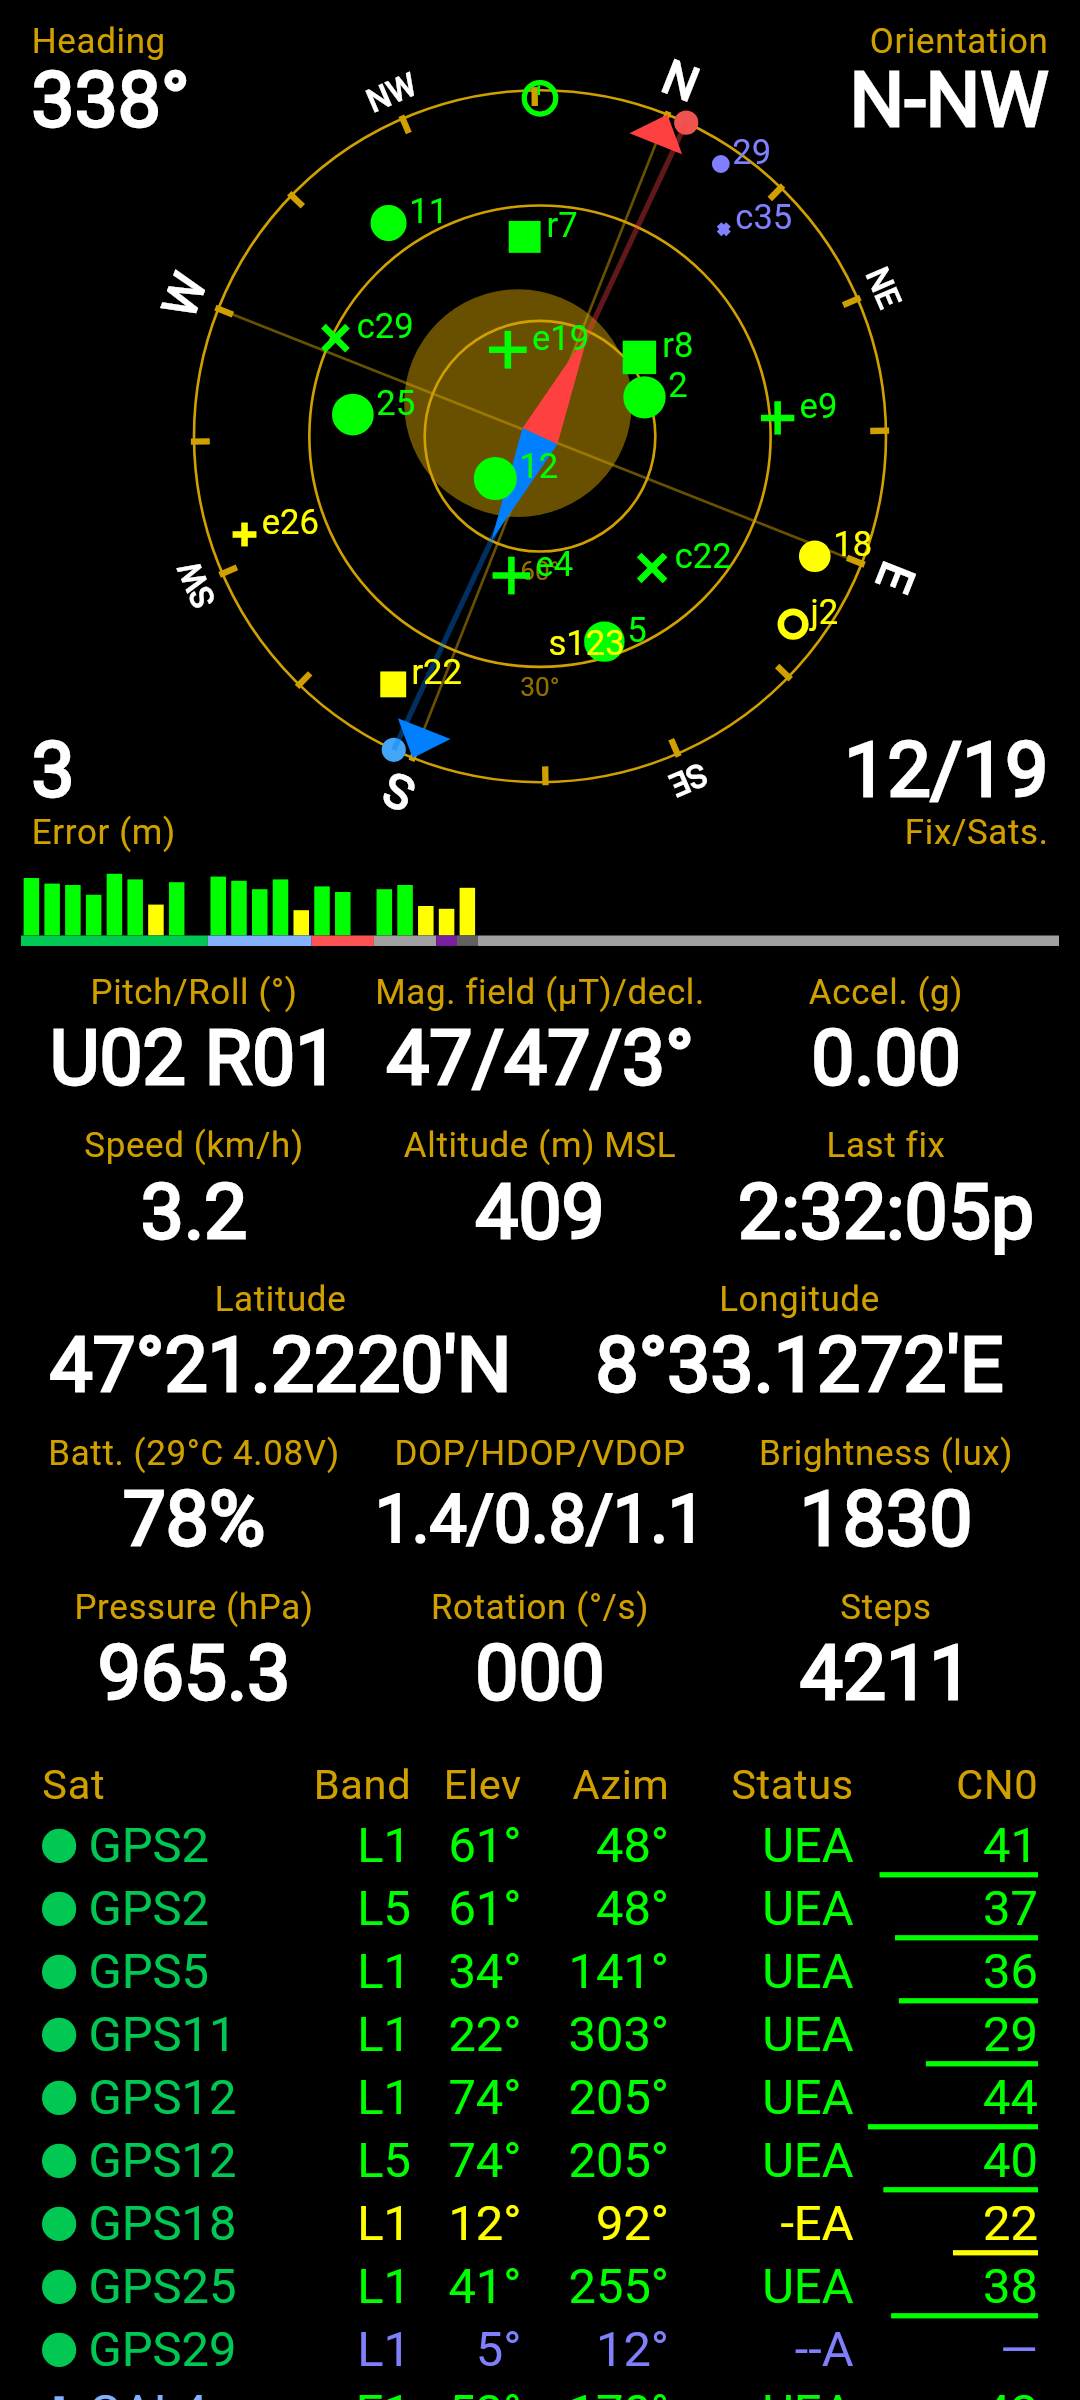 Heading
Orientation
338°
N-NW
N
NW
29
11
r7
c35
W
NE
c29
e19
r8
2
25
e9
12
e26
18
c22
e4
60°
E
SW
j2
5
s123
r22
30°
S
SE
3
12/19
Error (m)
Fix/Sats.
Pitch/Roll (°) Mag. field (µT)/decl. Accel. (g)
U02 R01 47/47/3° 0.00
Speed (km/h) Altitude (m) MSL Last fix
3.2 409 2:32:05p
Latitude Longitude
47°21.2220'N 8°33.1272'E
Batt. (29°C 4.08V) DOP/HDOP/VDOP Brightness (lux)
78% 1.4/0.8/1.1 1830
Pressure (hPa) Rotation (°/s) Steps
965.3 000 4211
Sat Band Elev Azim Status CN0
GPS2 L1 61° 48° UEA 41
GPS2 L5 61° 48° UEA 37
GPS5 L1 34° 141° UEA 36
GPS11 L1 22° 303° UEA 29
GPS12 L1 74° 205° UEA 44
GPS12 L5 74° 205° UEA 40
GPS18 L1 12° 92° -EA 22
GPS25 L1 41° 255° UEA 38
GPS29 L1 5° 12° --A —